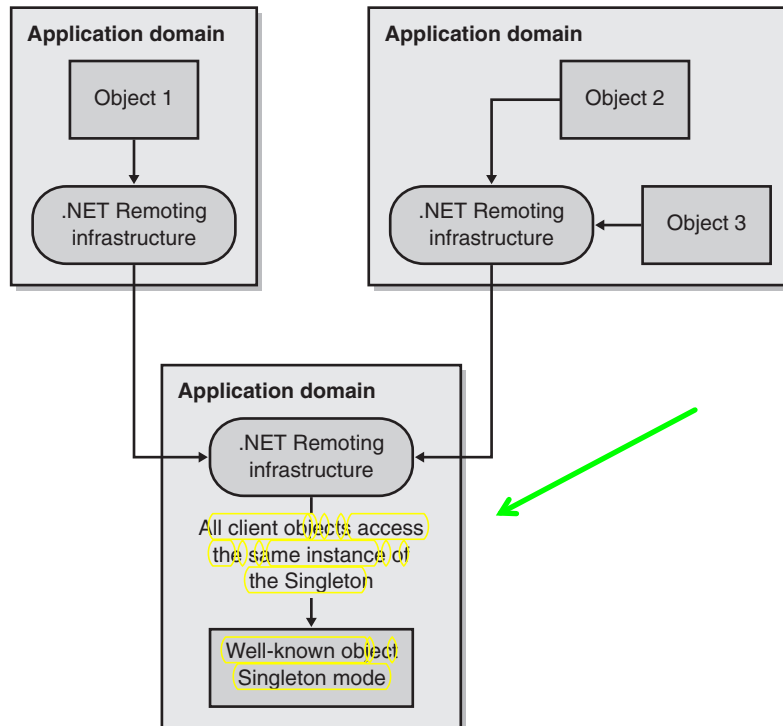 Application domain
Object 1
.NET Remoting
infrastructure
Application domain
Object 2
.NET Remoting
infrastructure
Object 3
Application domain
.NET Remoting
infrastructure
All client objects access
the same instance of
the Singleton
Well-known object
Singleton mode